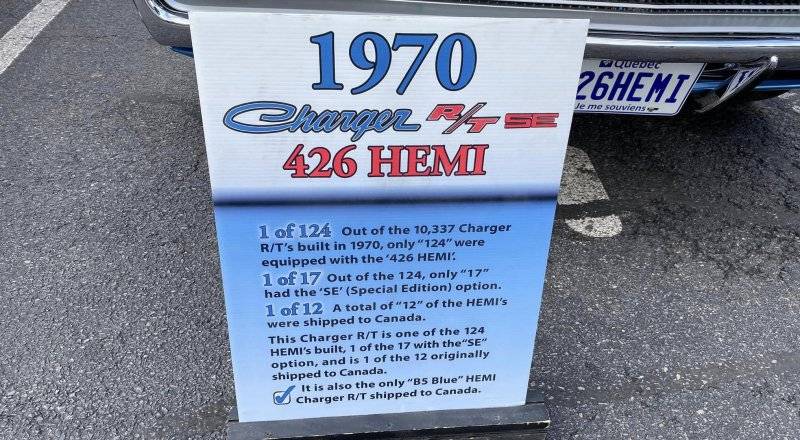 1970
Charger R/T SE
426 HEMI
1 of 124 Out of the 10,337 Charger
R/T's built in 1970, only "124" were
equipped with the '426 HEMI'.
1 of 17 Out of the 124, only "17"
had the 'SE' (Special Edition) option.
1 of 12 A total of "12" of the HEMI's
were shipped to Canada.
This Charger R/T is one of the 124
HEMI's built, 1 of the 17 with the "SE"
option, and is 1 of the 12 originally
shipped to Canada.
It is also the only "B5 Blue" HEMI
Charger R/T shipped to Canada.
Québec
26HEMI
Je me souviens